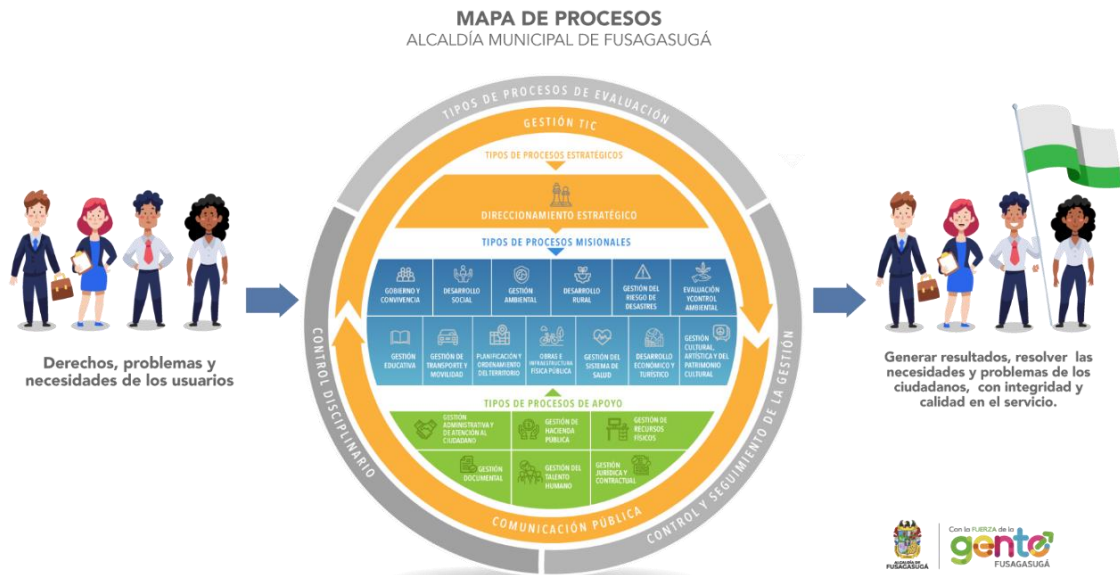 MAPA DE PROCESOS
ALCALDÍA MUNICIPAL DE FUSAGASUGÁ
TIPOS DE PROCESOS DE EVALUACIÓN
GESTIÓN TIC
TIPOS DE PROCESOS ESTRATÉGICOS
DIRECCIONAMIENTO ESTRATÉGICO
TIPOS DE PROCESOS MISIONALES
GOBIERNO Y
CONVIVENCIA
DESARROLLO
SOCIAL
GESTIÓN
AMBIENTAL
DESARROLLO
RURAL
GESTIÓN DEL
RIESGO DE
DESASTRES
EVALUACIÓN
YCONTROL
AMBIENTAL
GESTIÓN
EDUCATIVA
GESTIÓN DE
TRANSPORTE Y
MOVILIDAD
PLANIFICACIÓN Y
ORDENAMIENTO
DEL TERRITORIO
OBRAS E
INFRAESTRUCTURA
FÍSICA PÚBLICA
GESTIÓN DEL
SISTEMA DE
SALUD
DESARROLLO
ECONÓMICO Y
TURÍSTICO
GESTIÓN
CULTURAL,
ARTÍSTICA Y DEL
PATRIMONIO
CULTURAL
TIPOS DE PROCESOS DE APOYO
GESTIÓN
ADMINISTRATIVA Y
DE ATENCIÓN AL
CIUDADANO
GESTIÓN DE
HACIENDA
PÚBLICA
GESTIÓN DE
RECURSOS
FÍSICOS
GESTIÓN
DOCUMENTAL
GESTIÓN DEL
TALENTO
HUMANO
GESTIÓN
JURÍDICA Y
CONTRACTUAL
COMUNICACIÓN PÚBLICA
CONTROL DISCIPLINARIO
CONTROL Y SEGUIMIENTO DE LA GESTIÓN
Derechos, problemas y
necesidades de los usuarios
Generar resultados, resolver las
necesidades y problemas de los
ciudadanos, con integridad y
calidad en el servicio.
ALCALDÍA DE
FUSAGASUGÁ
Con la FUERZA de la
gente
FUSAGASUGÁ